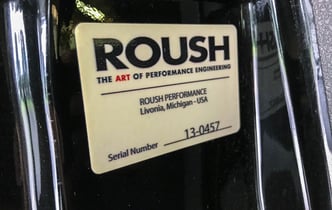 ROUSH
THE ART OF PERFORMANCE ENGINEERING
ROUSH PERFORMANCE
Livonia, Michigan - USA
Serial Number 13-0457